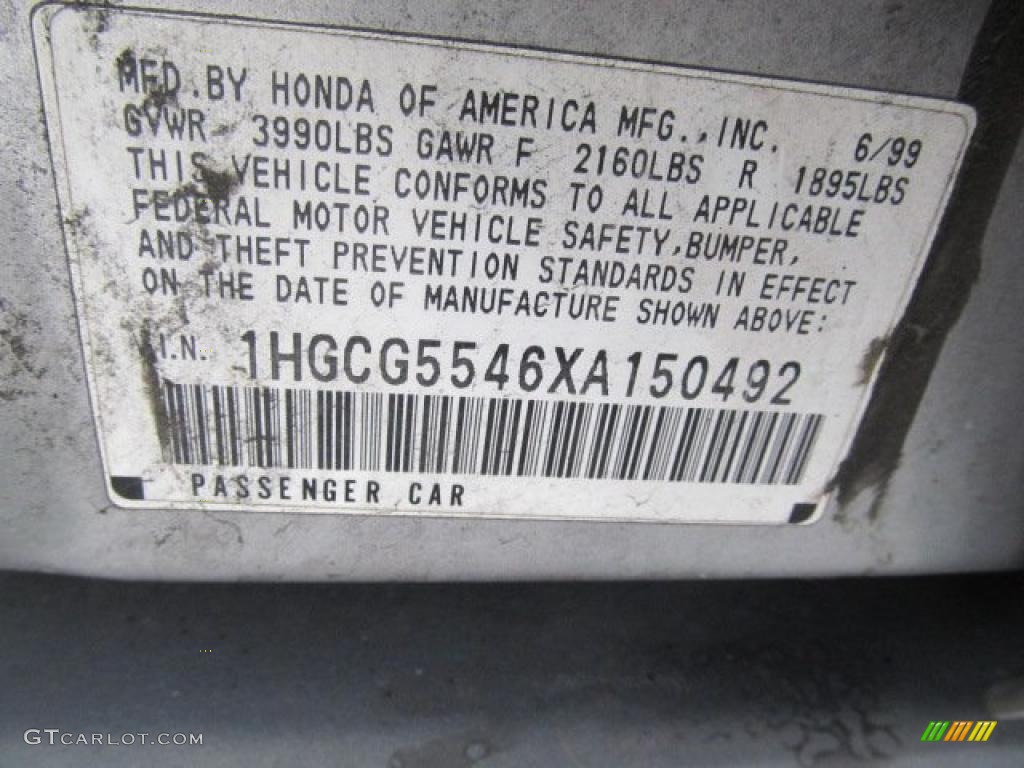 MFD.BY HONDA OF AMERICA MFG.,INC. 6/99
GVWR 3990LBS GAWR F 2160LBS R 1895LBS
THIS VEHICLE CONFORMS TO ALL APPLICABLE
FEDERAL MOTOR VEHICLE SAFETY,BUMPER,
AND THEFT PREVENTION STANDARDS IN EFFECT
ON THE DATE OF MANUFACTURE SHOWN ABOVE:
.I.N. 1HGCG5546XA150492
PASSENGER CAR
GTCARLOT.COM